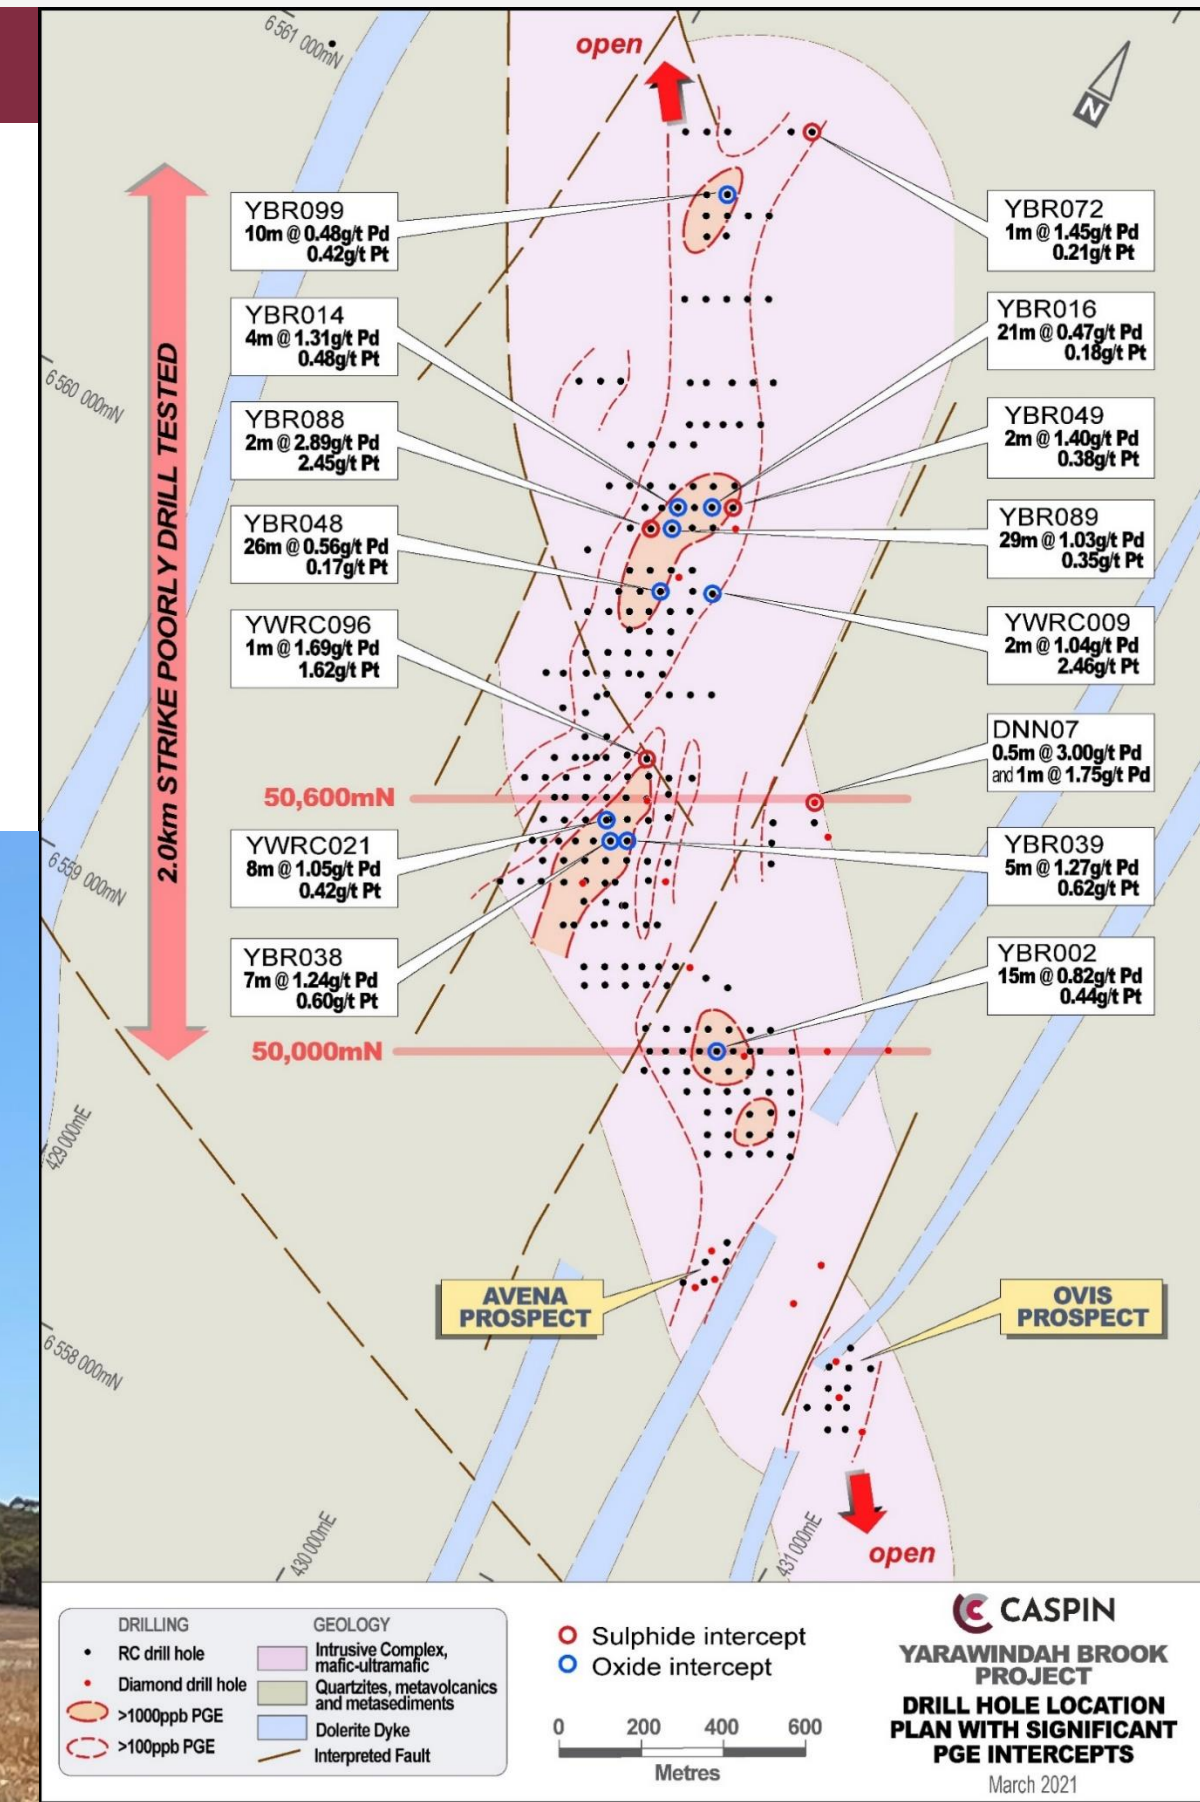 6 561 000mN
open
N
YBR099
10m @ 0.48g/t Pd
0.42g/t Pt
YBR072
1m @ 1.45g/t Pd
0.21g/t Pt
YBR014
4m @ 1.31g/t Pd
0.48g/t Pt
YBR016
21m @ 0.47g/t Pd
0.18g/t Pt
2.0km STRIKE POORLY DRILL TESTED
6 560 000mN
YBR088
2m @ 2.89g/t Pd
2.45g/t Pt
YBR049
2m @ 1.40g/t Pd
0.38g/t Pt
YBR048
26m @ 0.56g/t Pd
0.17g/t Pt
YBR089
29m @ 1.03g/t Pd
0.35g/t Pt
YWRC096
1m @ 1.69g/t Pd
1.62g/t Pt
YWRC009
2m @ 1.04g/t Pd
2.46g/t Pt
DNN07
0.5m @ 3.00g/t Pd
and 1m @ 1.75g/t Pd
50,600mN
YWRC021
8m @ 1.05g/t Pd
0.42g/t Pt
YBR039
5m @ 1.27g/t Pd
0.62g/t Pt
6 559 000mN
YBR038
7m @ 1.24g/t Pd
0.60g/t Pt
YBR002
15m @ 0.82g/t Pd
0.44g/t Pt
50,000mN
429 000mE
AVENA
PROSPECT
OVIS
PROSPECT
6 558 000mN
430 000mE
431 000mE
open
DRILLING
RC drill hole
Diamond drill hole
>1000ppb PGE
>100ppb PGE
GEOLOGY
Intrusive Complex,
mafic-ultramafic
Quartzites, metavolcanics
and metasediments
Dolerite Dyke
Interpreted Fault
Sulphide intercept
Oxide intercept
0 200 400 600
Metres
CASPIN
YARAWINDAH BROOK
PROJECT
DRILL HOLE LOCATION
PLAN WITH SIGNIFICANT
PGE INTERCEPTS
March 2021